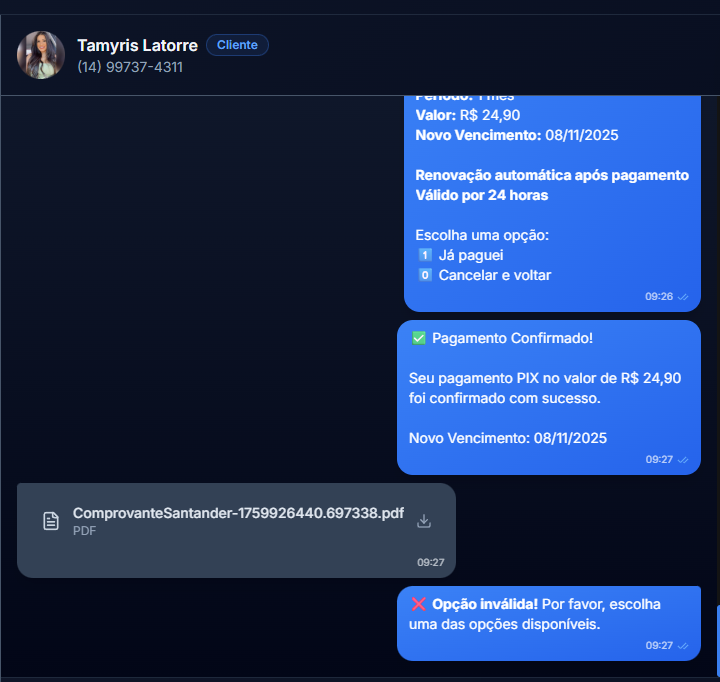 Tamyris Latorre Cliente
(14) 99737-4311
Período: 1 mês
Valor: R$ 24,90
Novo Vencimento: 08/11/2025
Renovação automática após pagamento
Válido por 24 horas
Escolha uma opção:
1 Já paguei
0 Cancelar e voltar
09:26
✅ Pagamento Confirmado!
Seu pagamento PIX no valor de R$ 24,90
foi confirmado com sucesso.
Novo Vencimento: 08/11/2025
09:27
ComprovanteSantander-1759926440.697338.pdf
PDF
09:27
❌ Opção inválida! Por favor, escolha
uma das opções disponíveis.
09:27